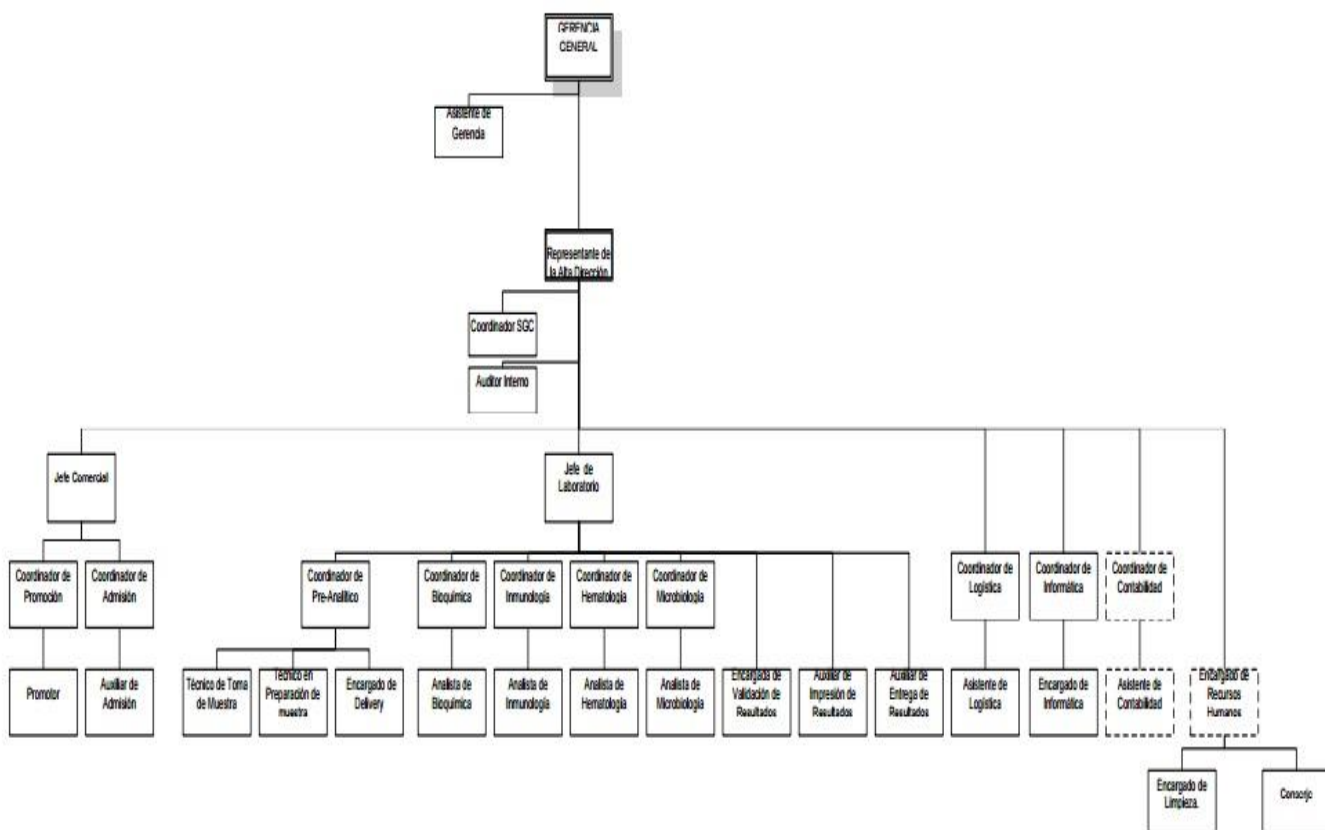 GERENCIA
GENERAL
Asistente de
Gerencia
Representante de
la Alta Dirección
Coordinador SGC
Auditor Interno
Jefe Comercial
Jefe de
Laboratorio
Coordinador de
Promoción
Coordinador de
Admisión
Coordinador de
Pre-Analítico
Coordinador de
Bioquímica
Coordinador de
Inmunología
Coordinador de
Hematología
Coordinador de
Microbiología
Coordinador de
Logística
Coordinador de
Informática
Coordinador de
Contabilidad
Promotor
Auxiliar de
Admisión
Técnico de Toma
de Muestra
Técnico en
Preparación de
muestra
Encargado de
Delivery
Analista de
Bioquímica
Analista de
Inmunología
Analista de
Hematología
Analista de
Microbiología
Encargada de
Validación de
Resultados
Auxiliar de
Impresión de
Resultados
Auxiliar de
Entrega de
Resultados
Asistente de
Logística
Encargado de
Informática
Asistente de
Contabilidad
Encargado de
Recursos
Humanos
Encargado de
Limpieza.
Conserje